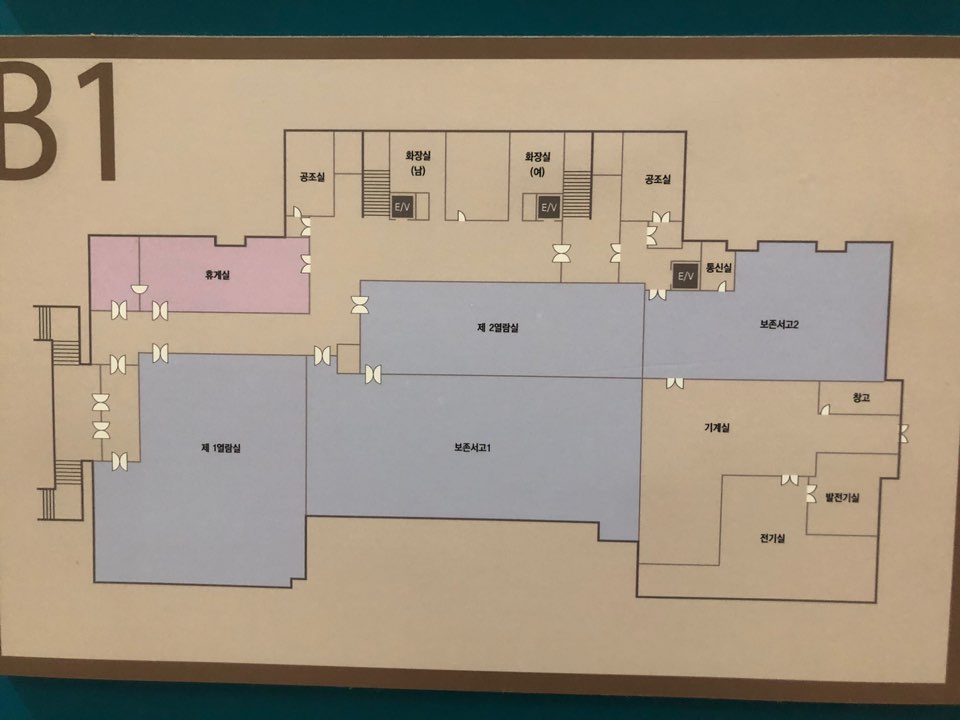 B1
공조실
화장실
(남)
화장실
(여)
공조실
E/V
E/V
휴게실
E/V
통신실
제 2열람실
보존서고2
창고
제 1열람실
보존서고1
기계실
발전기실
전기실